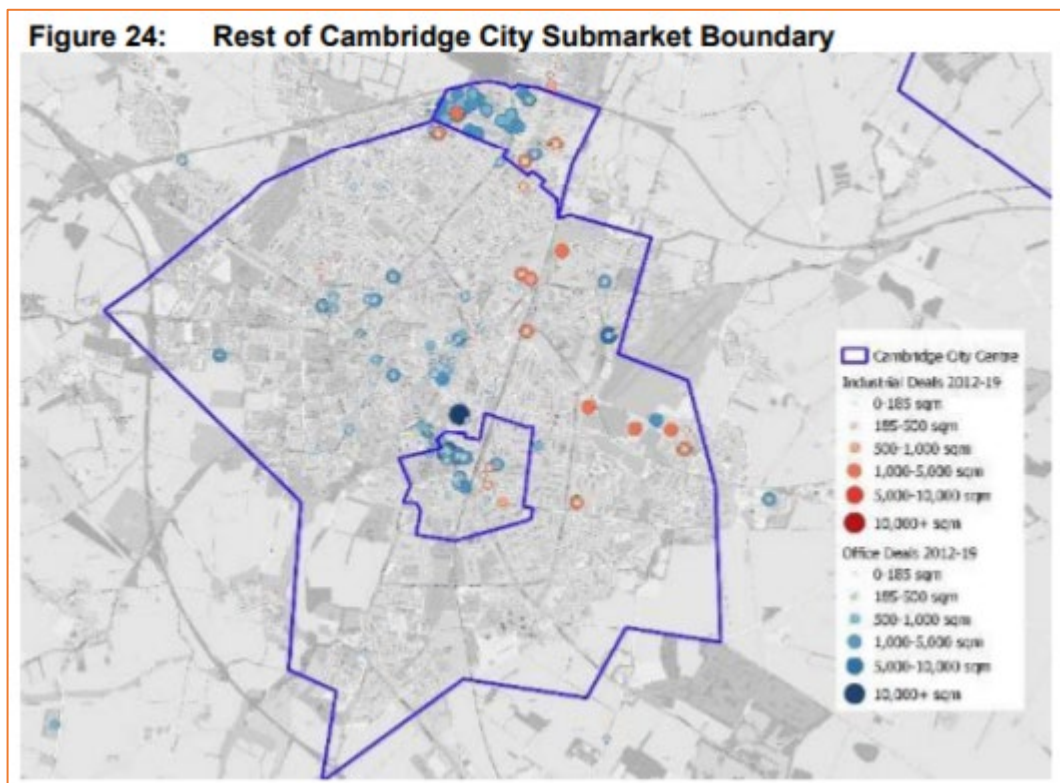 Figure 24: Rest of Cambridge City Submarket Boundary
Cambridge City Centre
Industrial Deals 2012-19
0-185 sqm
185-500 sqm
500-1,000 sqm
1,000-5,000 sqm
5,000-10,000 sqm
10,000+ sqm
Office Deals 2012-19
0-185 sqm
185-500 sqm
500-1,000 sqm
1,000-5,000 sqm
5,000-10,000 sqm
10,000+ sqm